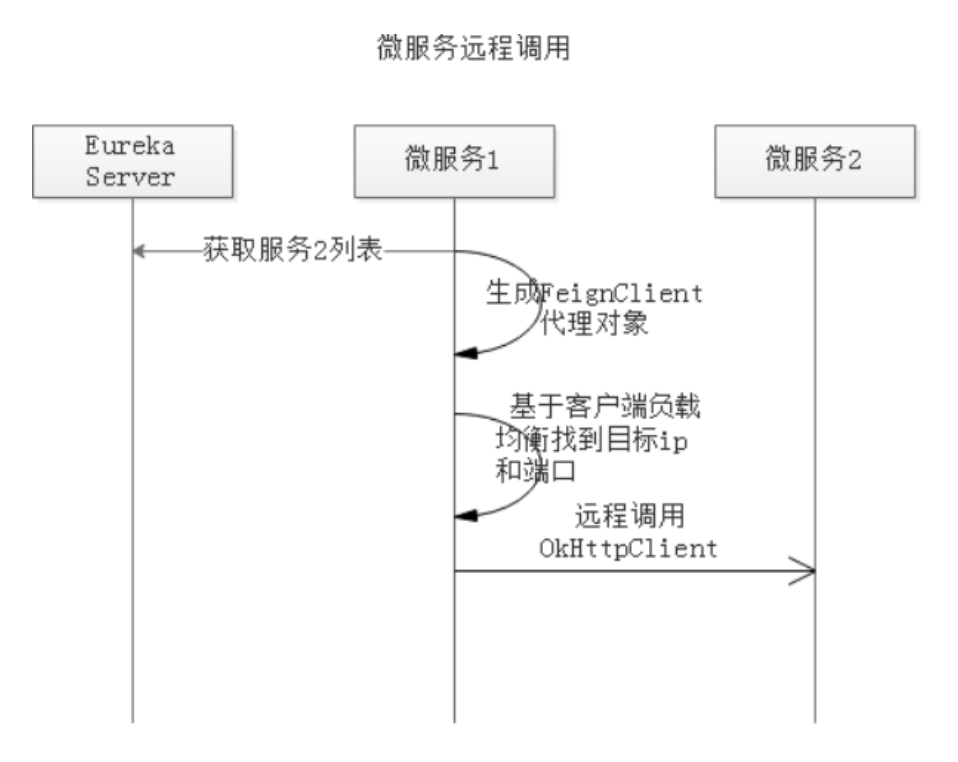 微服务远程调用
Eureka
Server
微服务1
微服务2
获取服务2列表
生成FeignClient
代理对象
基于客户端负载
均衡找到目标ip
和端口
远程调用
OkHttpClient